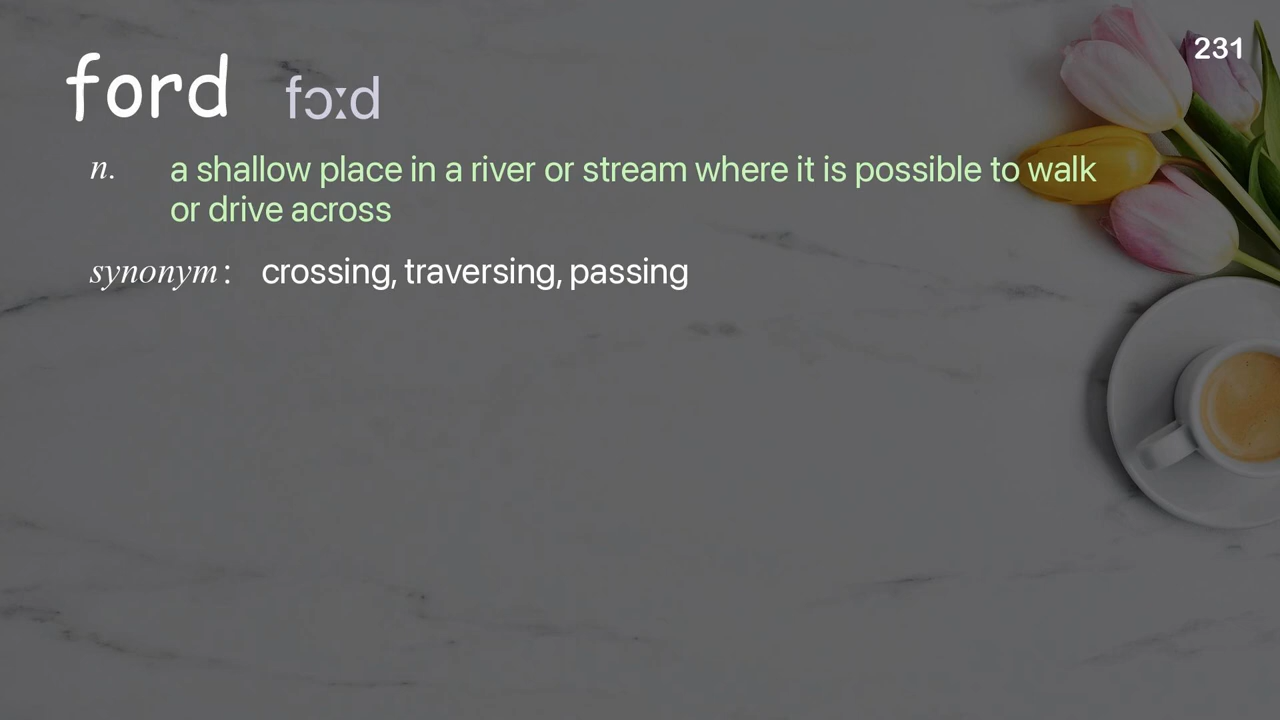 231
ford fɔːd
n. a shallow place in a river or stream where it is possible to walk
or drive across
synonym : crossing, traversing, passing